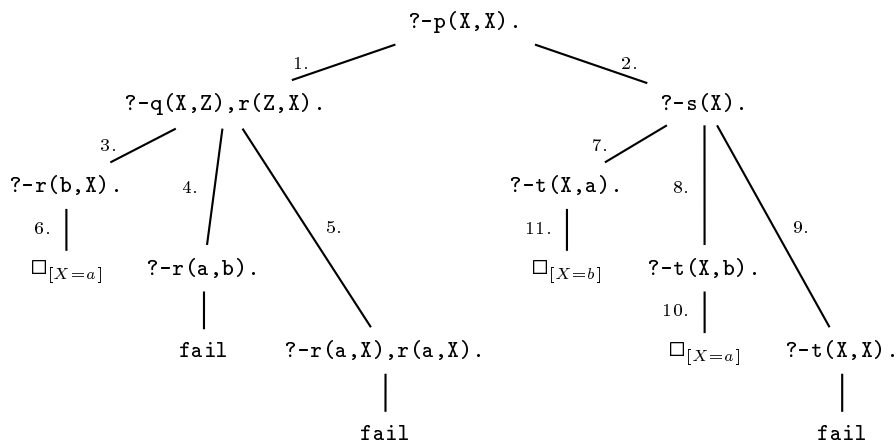 ?-p(X,X).
1. 2.
?-q(X,Z),r(Z,X). ?-s(X).
3. 7.
?-r(b,X). 4. ?-t(X,a). 8.
6. 5. 11. 9.
□[X=a] ?-r(a,b). □[X=b] ?-t(X,b).
10.
fail ?-r(a,X),r(a,X). □[X=a] ?-t(X,X).
fail fail